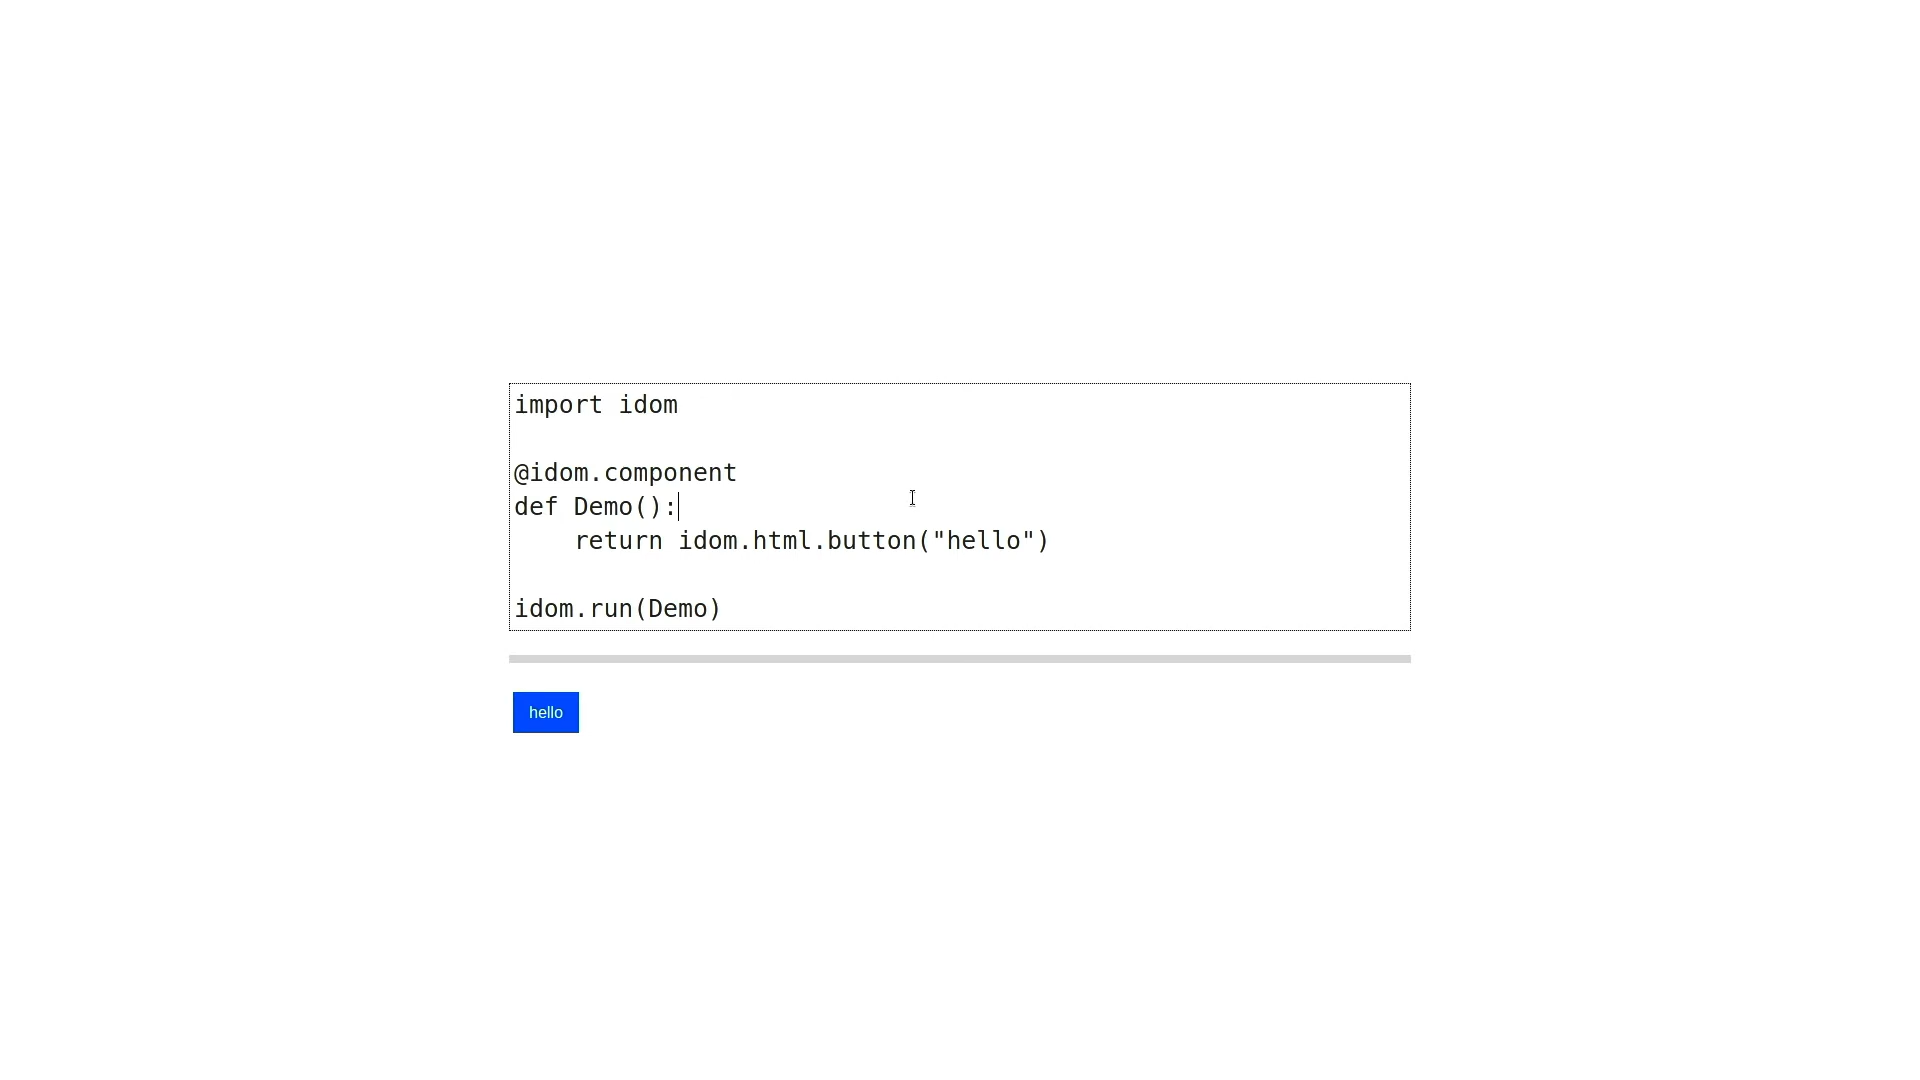 import idom

@idom.component
def Demo():
    return idom.html.button("hello")

idom.run(Demo)
hello